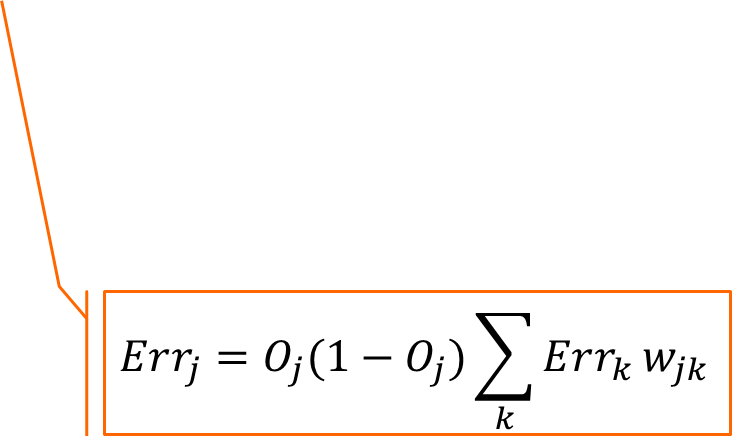 Err_j = O_j(1 − O_j) ∑_k Err_k w_jk